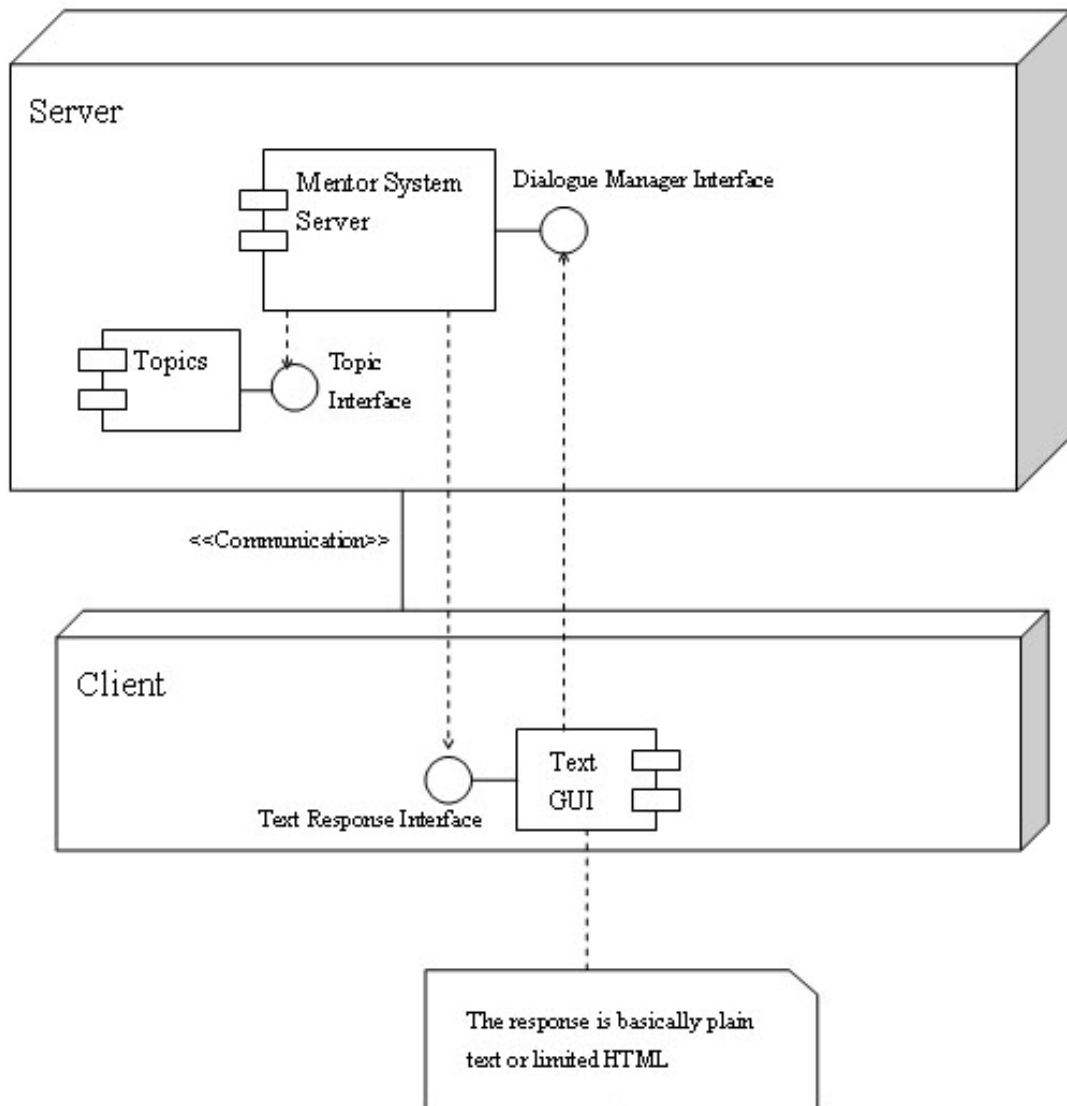 Server
Mentor System
Server
Dialogue Manager Interface
Topics
Topic
Interface
<<Communication>>
Client
Text
GUI
Text Response Interface
The response is basically plain
text or limited HTML